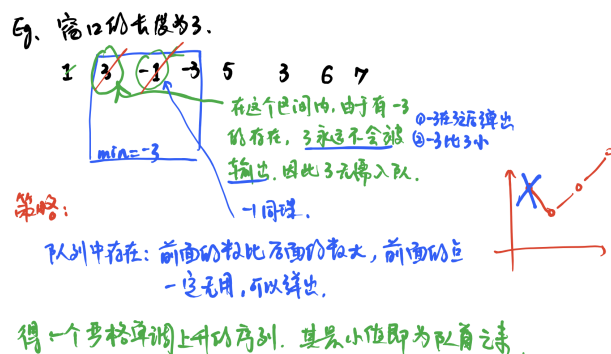 Eg、窗口的长度为3.
1 3 -1 -3 5 3 6 7
min=-3
在这个区间内,由于有-3
的存在,3永远不会被
输出.因此3无需入队.
①-3在3后弹出
②-3比3小
-1同理.
策略:
队列中存在:前面的数比后面的数大,前面的点
一定无用,可以弹出.
得:一个严格单调上升的序列.其最小值即为队首元素.